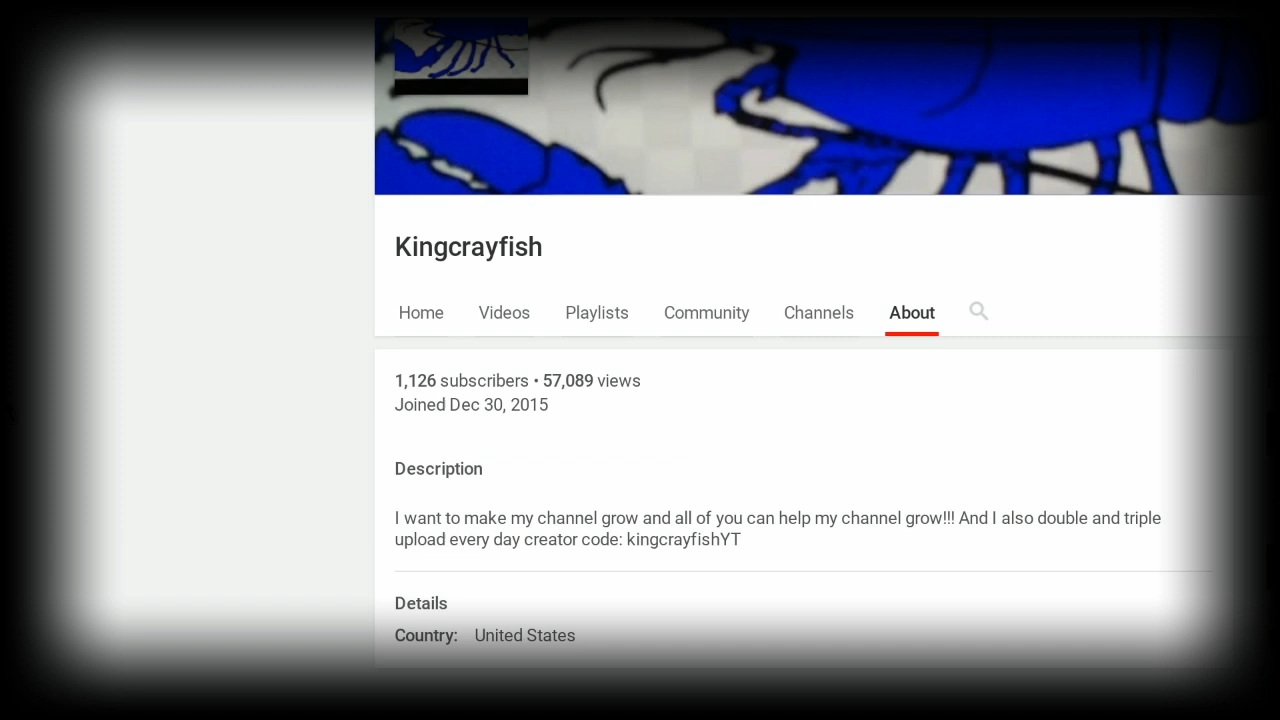 Kingcrayfish
Home Videos Playlists Community Channels About
1,126 subscribers • 57,089 views
Joined Dec 30, 2015
Description
I want to make my channel grow and all of you can help my channel grow!!! And I also double and triple
upload every day creator code: kingcrayfishYT
Details
Country: United States